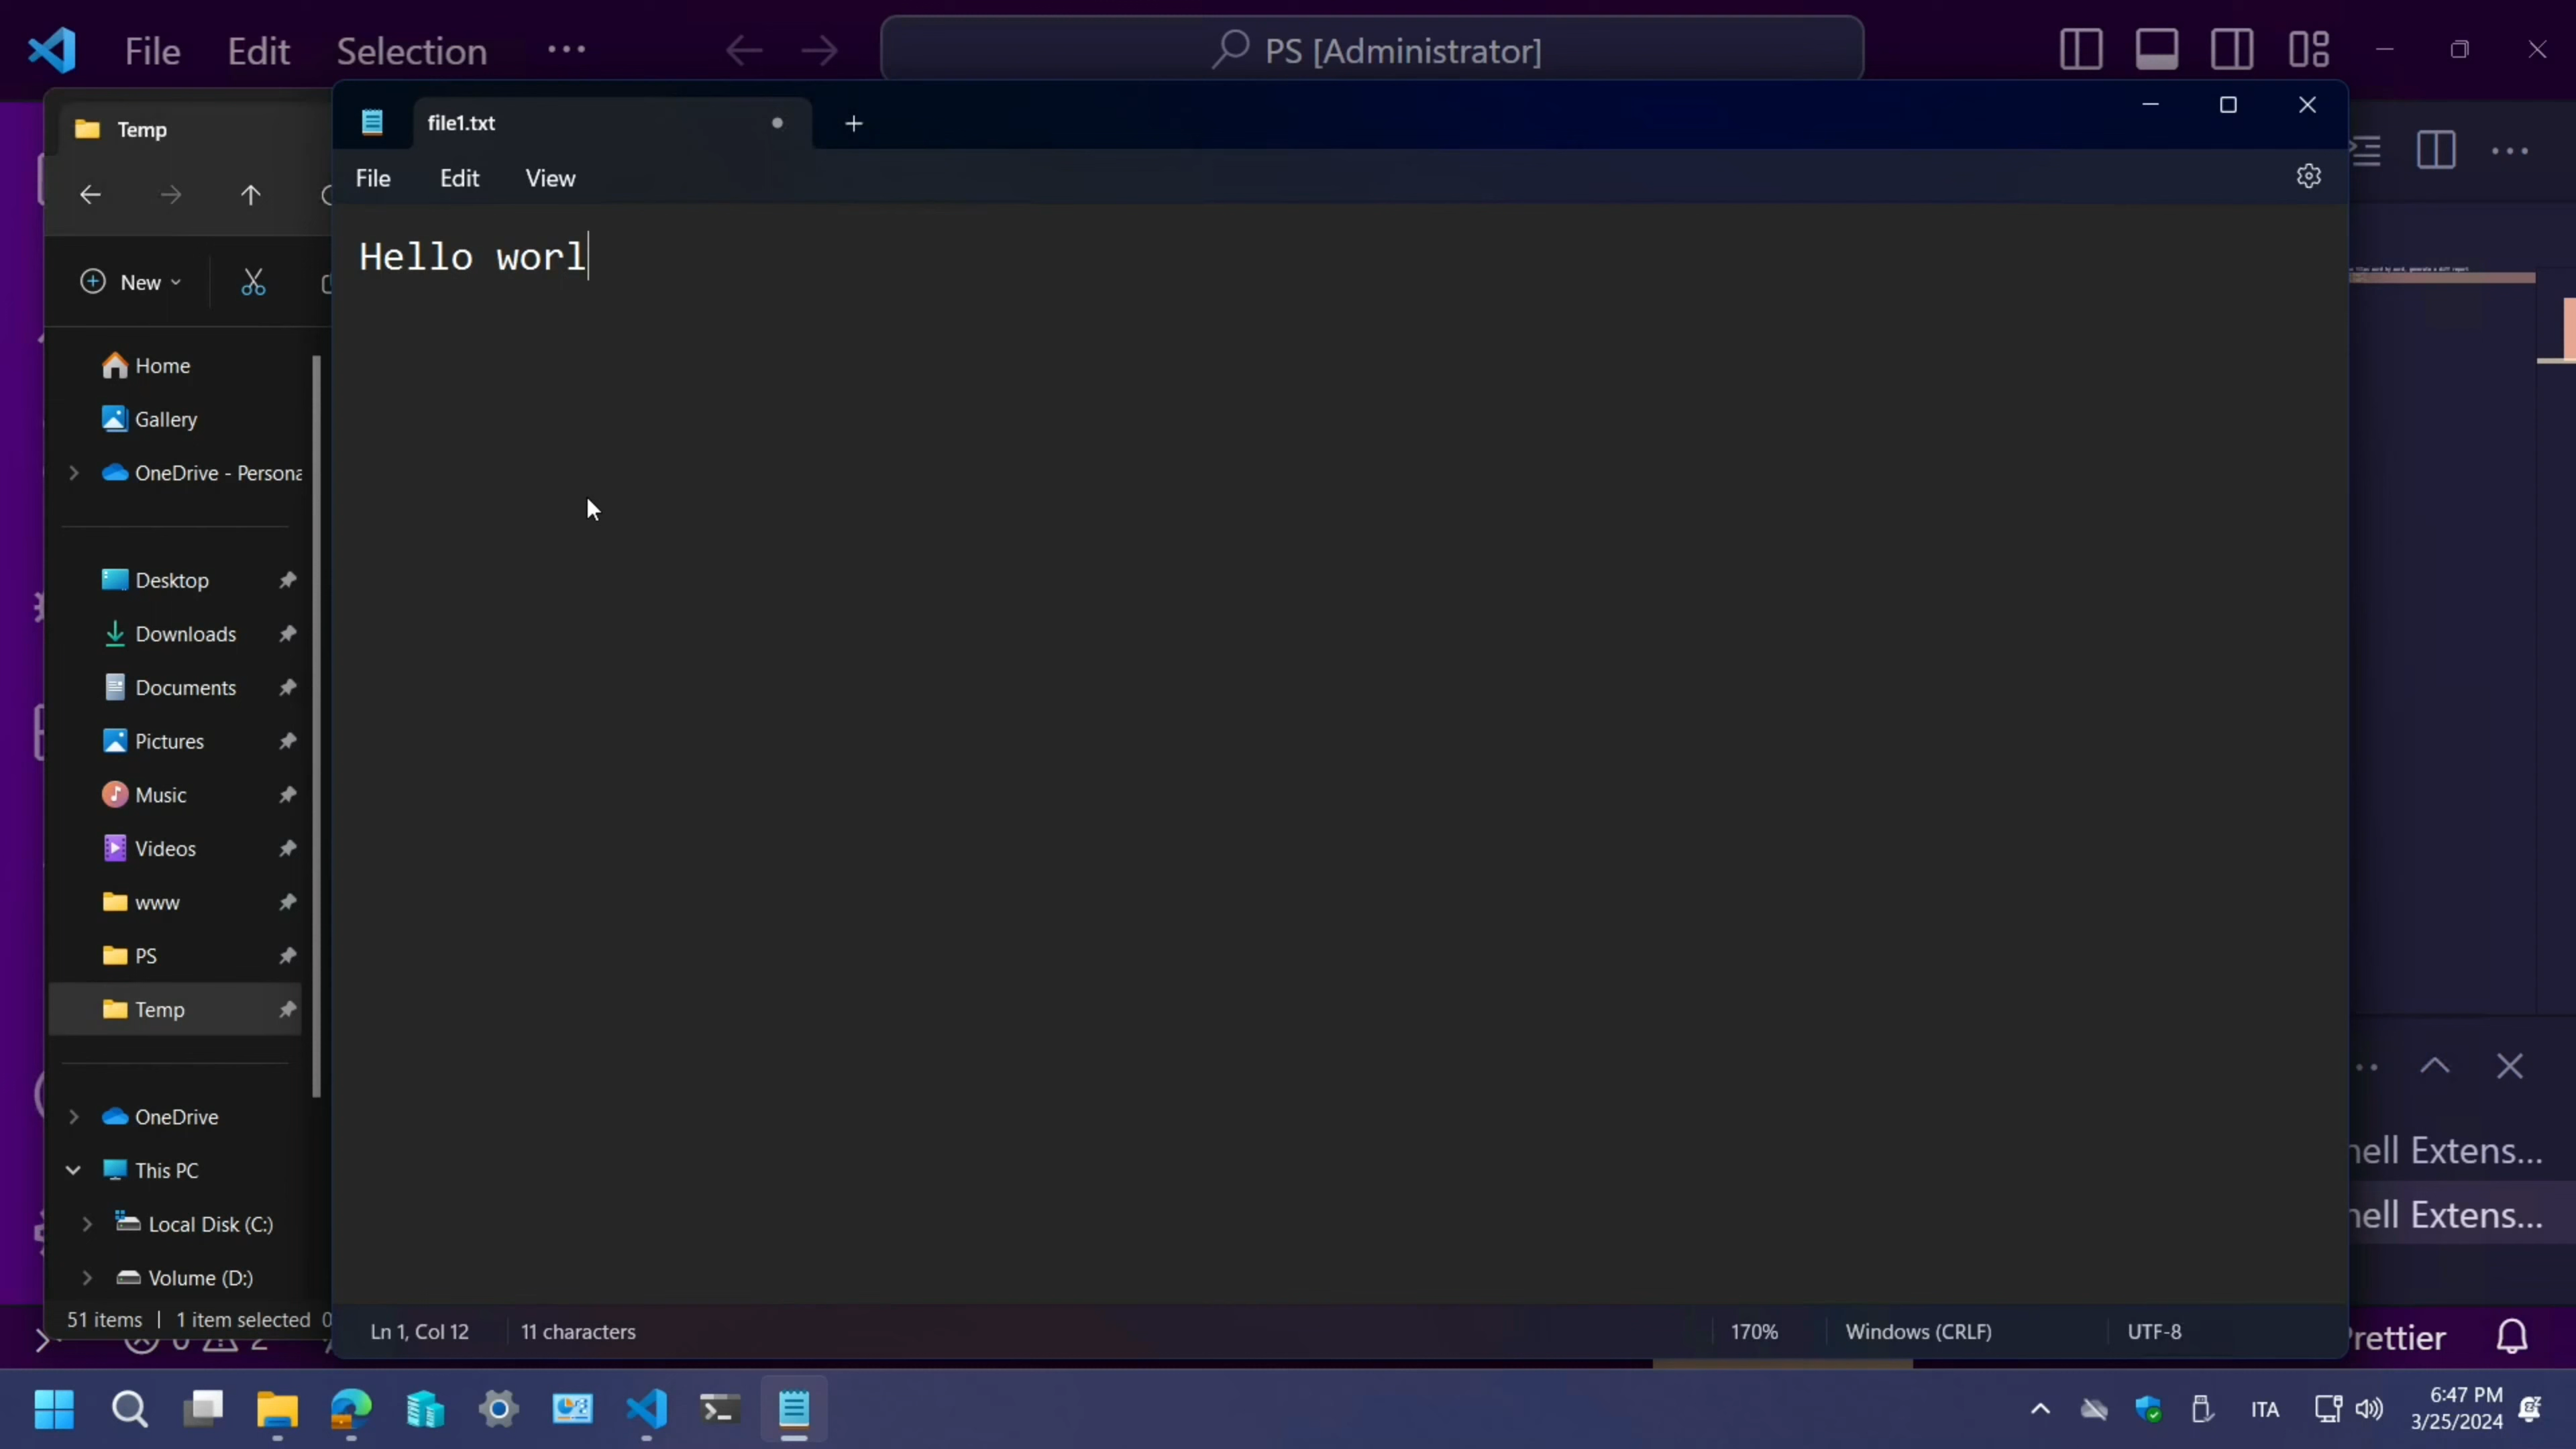 File Edit Selection ...
PS [Administrator]
Temp
file1.txt
File Edit View
Hello worl
New
Home
Gallery
OneDrive - Persona
Desktop
Downloads
Documents
Pictures
Music
Videos
www
PS
Temp
OneDrive
This PC
Local Disk (C:)
Volume (D:)
51 items | 1 item selected
Ln 1, Col 12
11 characters
170%
Windows (CRLF)
UTF-8
nell Extens...
nell Extens...
Prettier
ITA
6:47 PM
3/25/2024